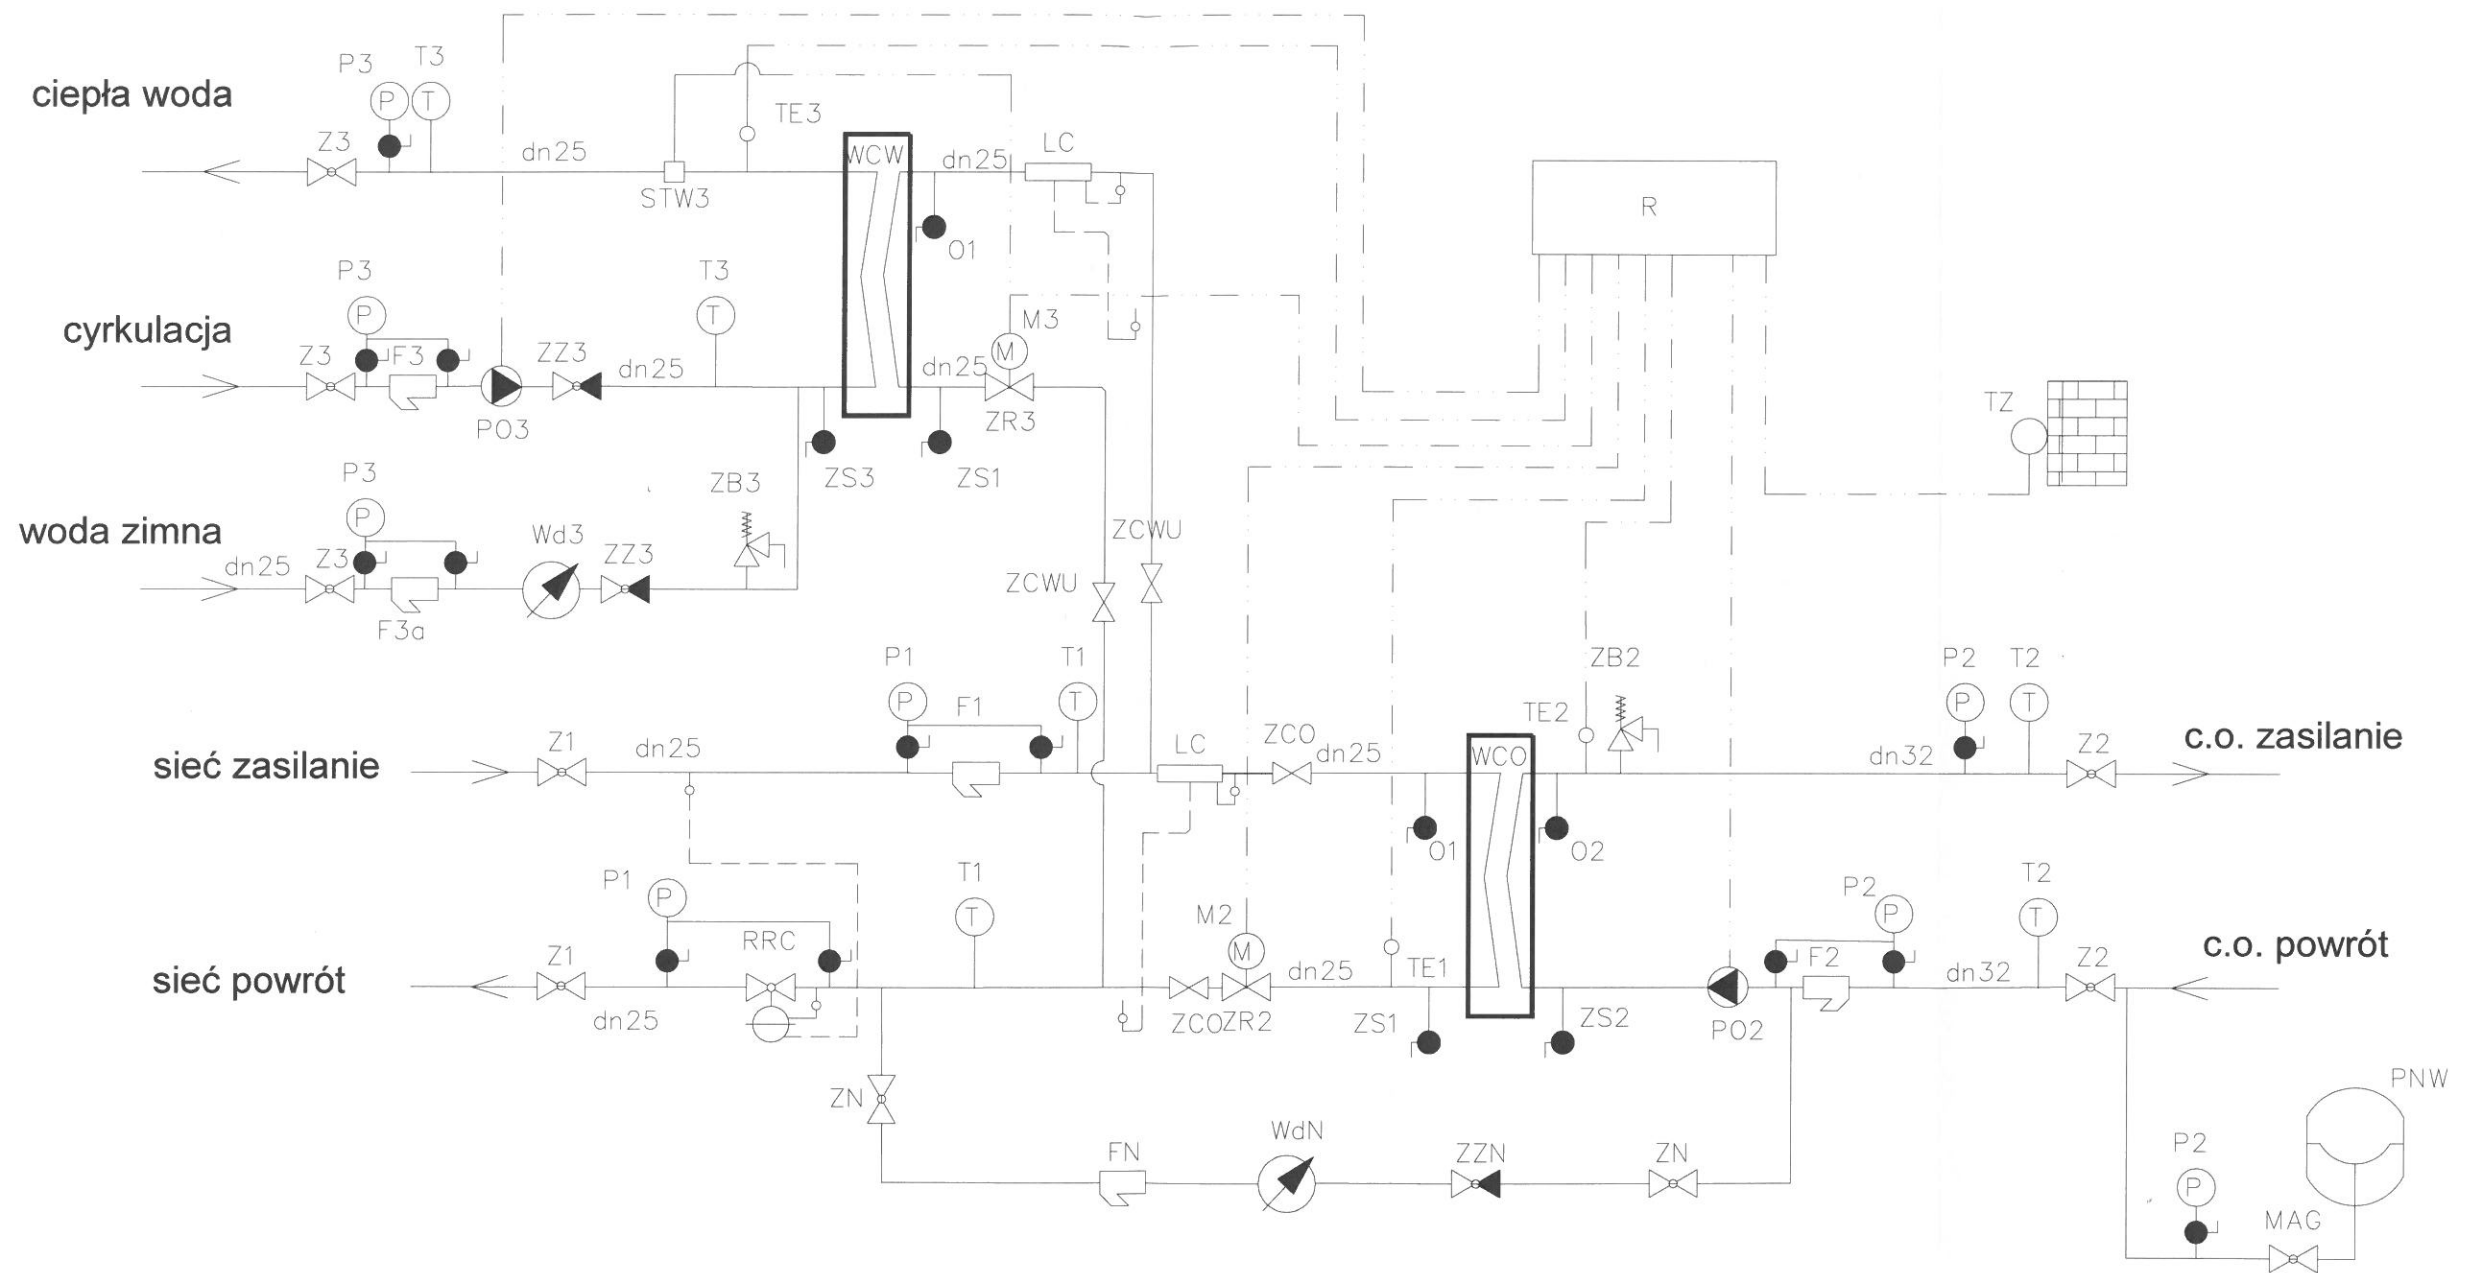 P3 T3
ciepła woda
P T
TE3
Z3
dn25
WCW
dn25
LC
STW3
R
O1
P3
T3
P
T
cyrkulacja
M3
Z3
F3
ZZ3
dn25
dn25
M
TZ
PO3
ZR3
P3
ZB3
ZS3
ZS1
P
woda zimna
Wd3
ZCWU
dn25
Z3
ZZ3
ZCWU
F3a
P1
T1
ZB2
P2 T2
P
F1
T
P T
TE2
Z1
dn25
LC
ZCO
dn25
WCO
dn32
Z2
c.o. zasilanie
sieć zasilanie
O1
O2
P1
T1
T2
P2
P
T
M2
P
T
RRC
M
c.o. powrót
Z1
dn25
TE1
F2
dn32
Z2
sieć powrót
dn25
ZCO ZR2
ZS1
ZS2
PO2
PNW
ZN
WdN
FN
ZZN
ZN
P2
P
MAG